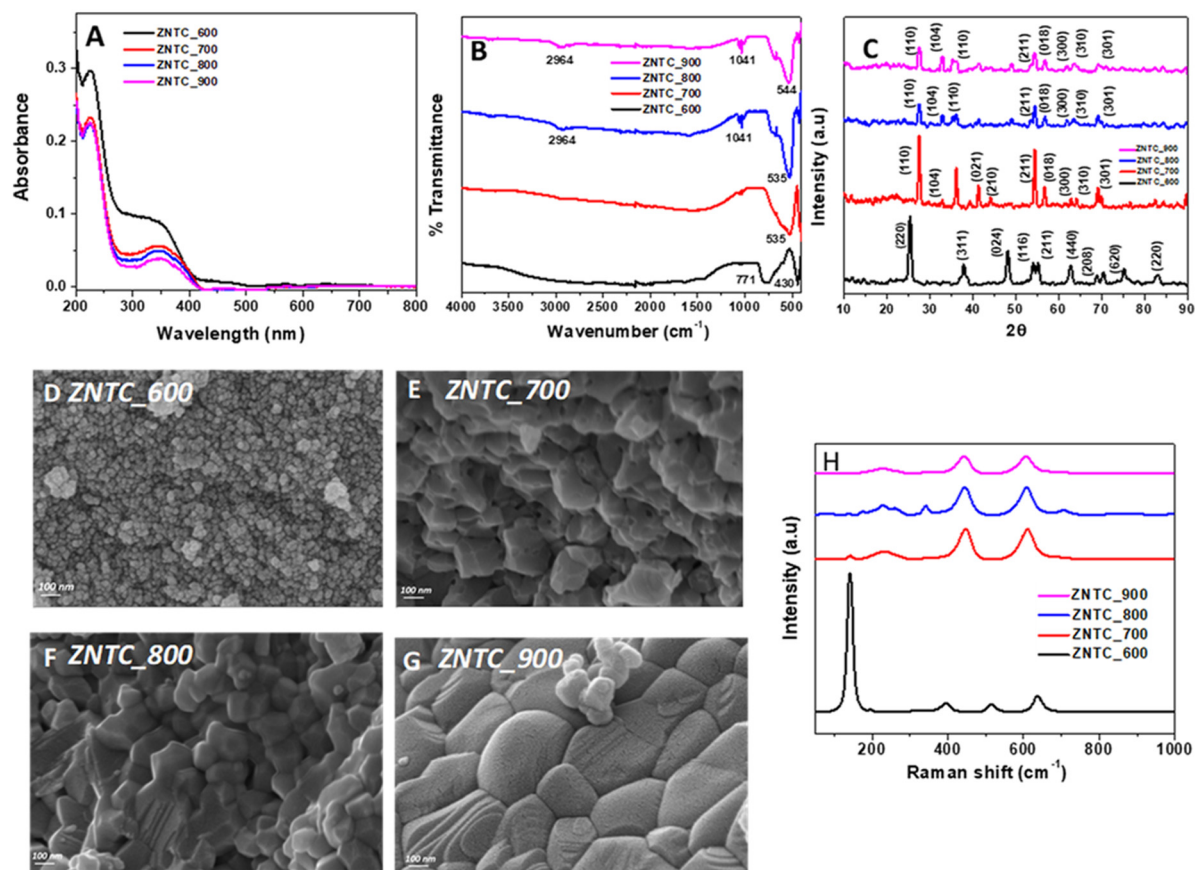 A
ZNTC_600
ZNTC_700
ZNTC_800
ZNTC_900
Absorbance
0.3
0.2
0.1
0.0
200 300 400 500 600 700 800
Wavelength (nm)
B
ZNTC_900
ZNTC_800
ZNTC_700
ZNTC_600
2964
1041
544
2964
1041
535
535
771
430
% Transmittance
4000 3500 3000 2500 2000 1500 1000 500
Wavenumber (cm-1)
C
(110) (104) (110) (211) (018) (300) (310) (301)
(110) (104) (110) (211) (018) (300) (310) (301)
ZNTC_900
ZNTC_800
ZNTC_700
ZNTC_600
(110) (104) (021) (210) (211) (018) (300) (310) (301)
(220) (311) (024) (116) (211) (440) (208) (620) (220)
Intensity (a.u)
10 20 30 40 50 60 70 80 90
2θ
D ZNTC_600
100 nm
E ZNTC_700
100 nm
F ZNTC_800
100 nm
G ZNTC_900
100 nm
H
ZNTC_900
ZNTC_800
ZNTC_700
ZNTC_600
Intensity (a.u)
200 400 600 800 1000
Raman shift (cm-1)